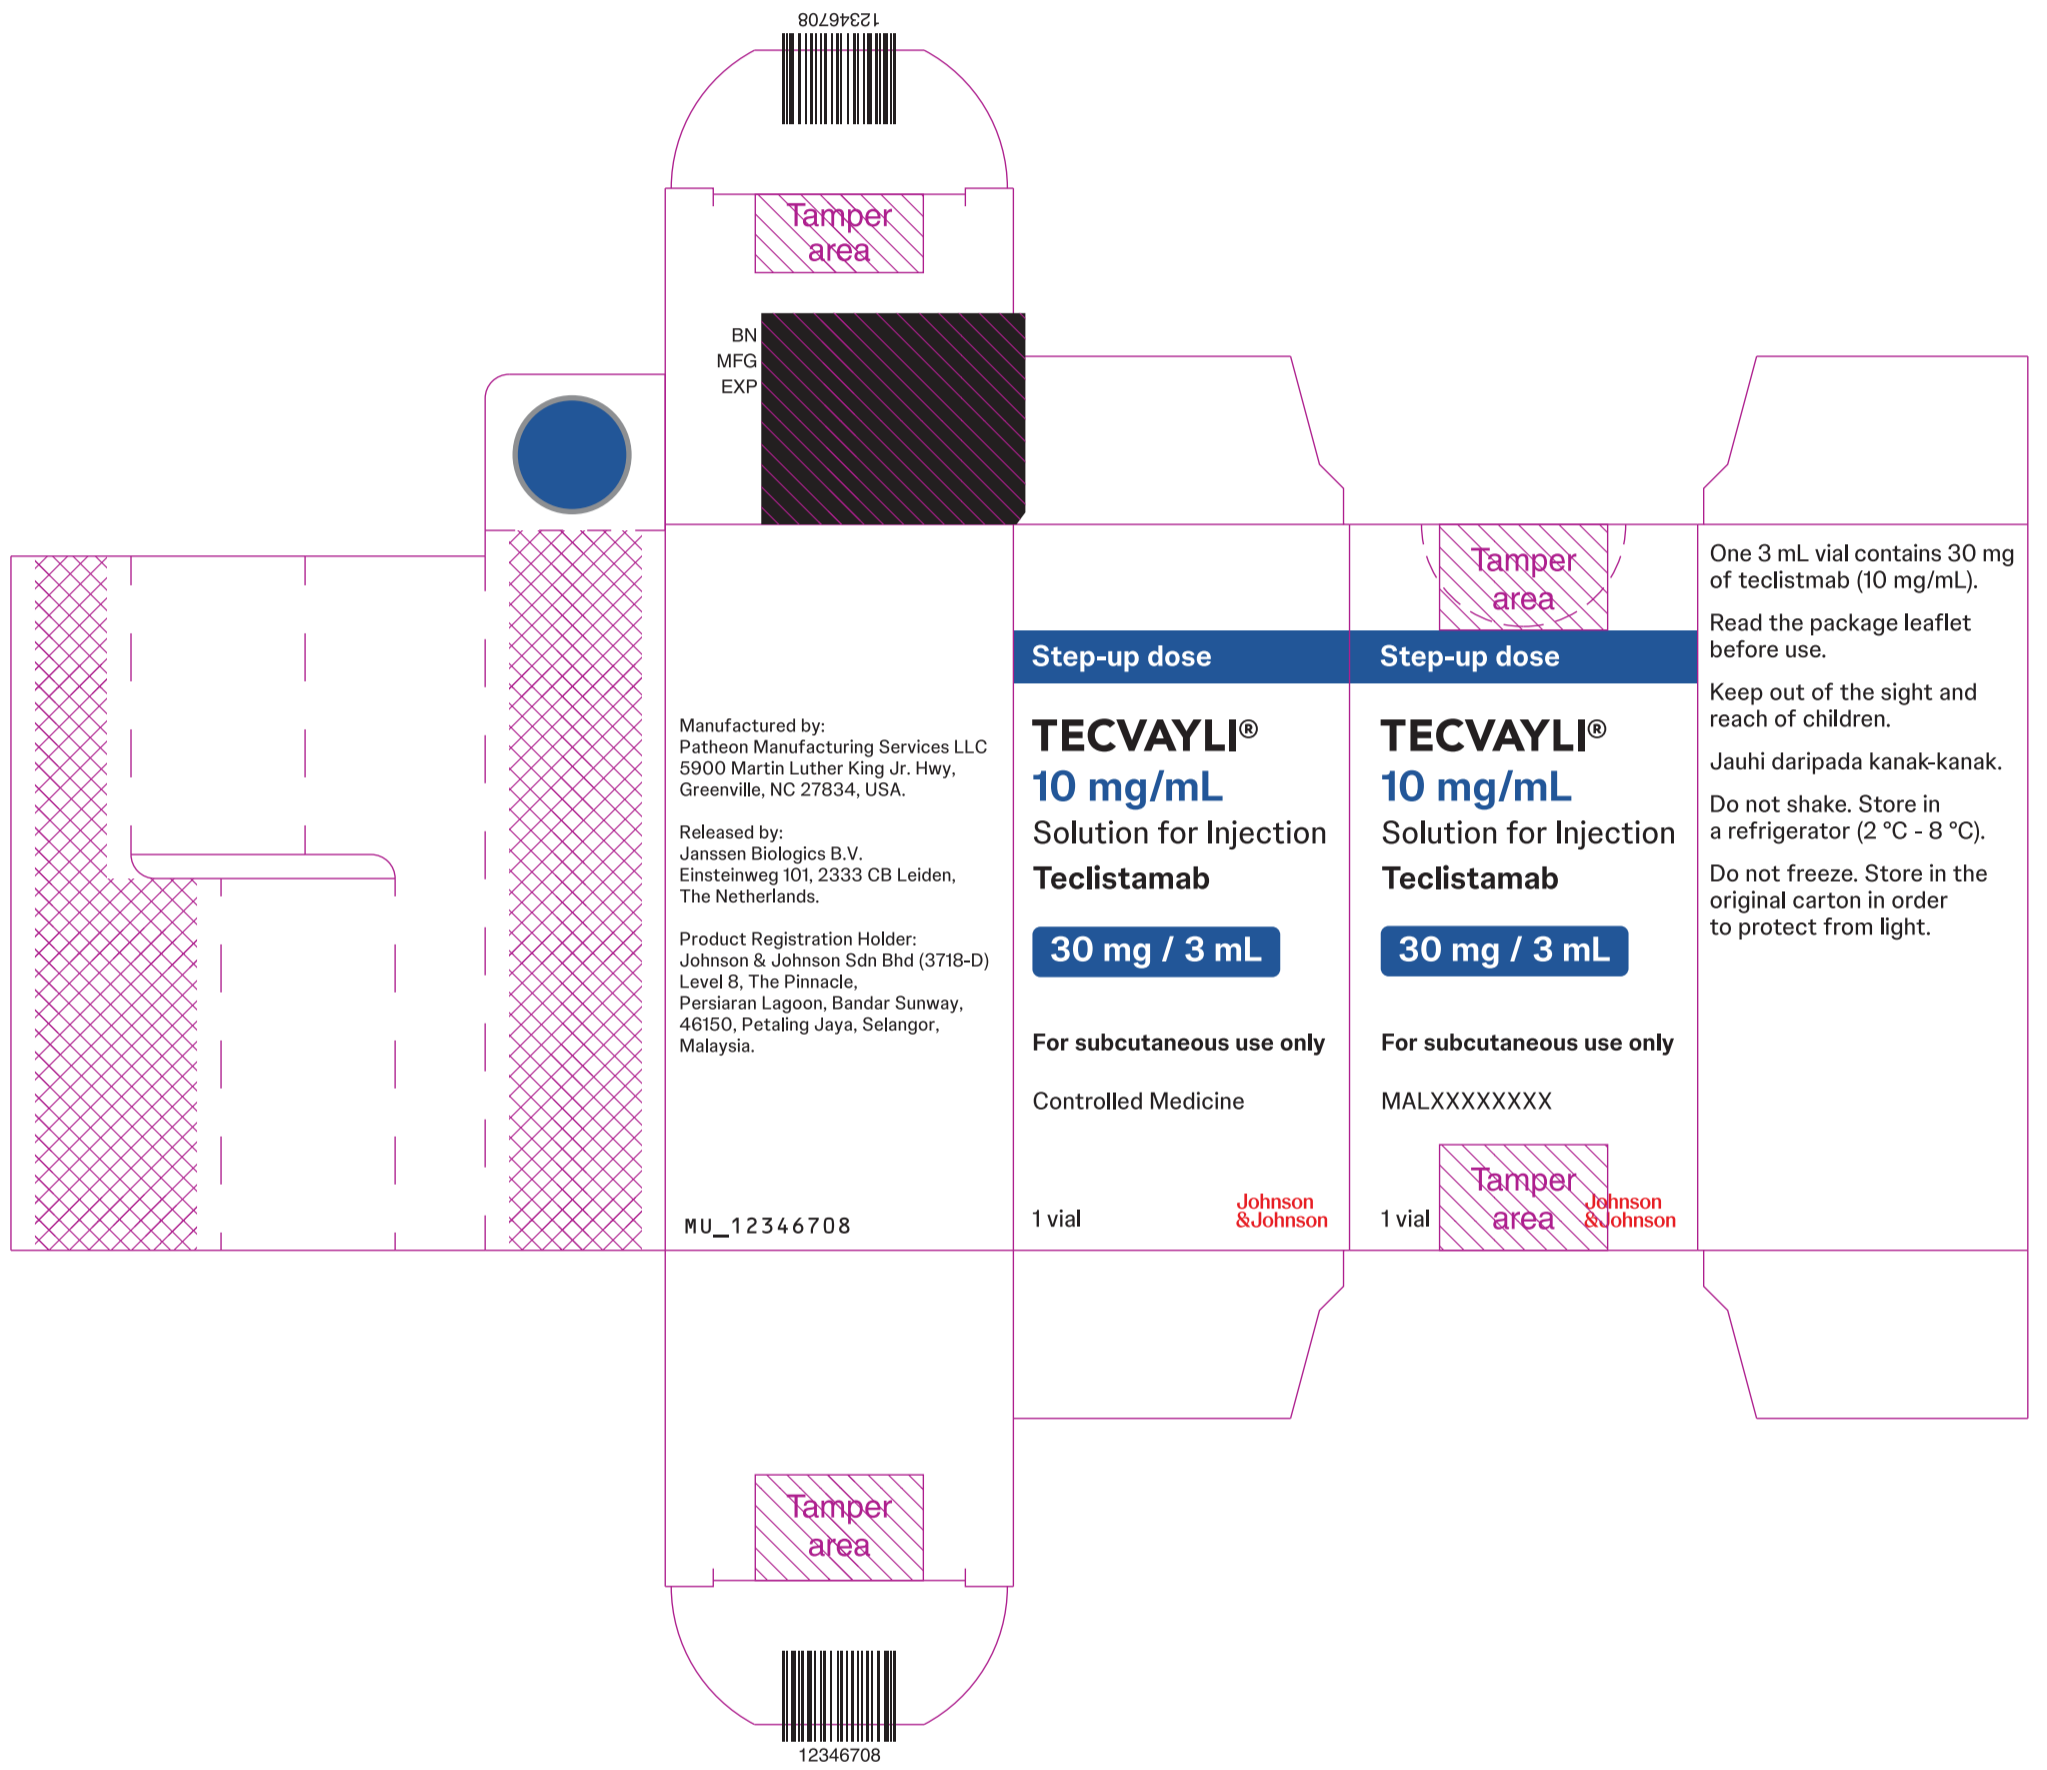 12346708
Tamper
area
BN
MFG
EXP
Manufactured by:
Patheon Manufacturing Services LLC
5900 Martin Luther King Jr. Hwy,
Greenville, NC 27834, USA.
Released by:
Janssen Biologics B.V.
Einsteinweg 101, 2333 CB Leiden,
The Netherlands.
Product Registration Holder:
Johnson & Johnson Sdn Bhd (3718-D)
Level 8, The Pinnacle,
Persiaran Lagoon, Bandar Sunway,
46150, Petaling Jaya, Selangor,
Malaysia.
MU_12346708
Step-up dose
TECVAYLI®
10 mg/mL
Solution for Injection
Teclistamab
30 mg / 3 mL
For subcutaneous use only
Controlled Medicine
1 vial
Johnson
&Johnson
Tamper
area
Step-up dose
TECVAYLI®
10 mg/mL
Solution for Injection
Teclistamab
30 mg / 3 mL
For subcutaneous use only
MALXXXXXXXX
1 vial
Tamper
area
Johnson
&Johnson
One 3 mL vial contains 30 mg
of teclistmab (10 mg/mL).
Read the package leaflet
before use.
Keep out of the sight and
reach of children.
Jauhi daripada kanak-kanak.
Do not shake. Store in
a refrigerator (2 °C - 8 °C).
Do not freeze. Store in the
original carton in order
to protect from light.
Tamper
area
12346708